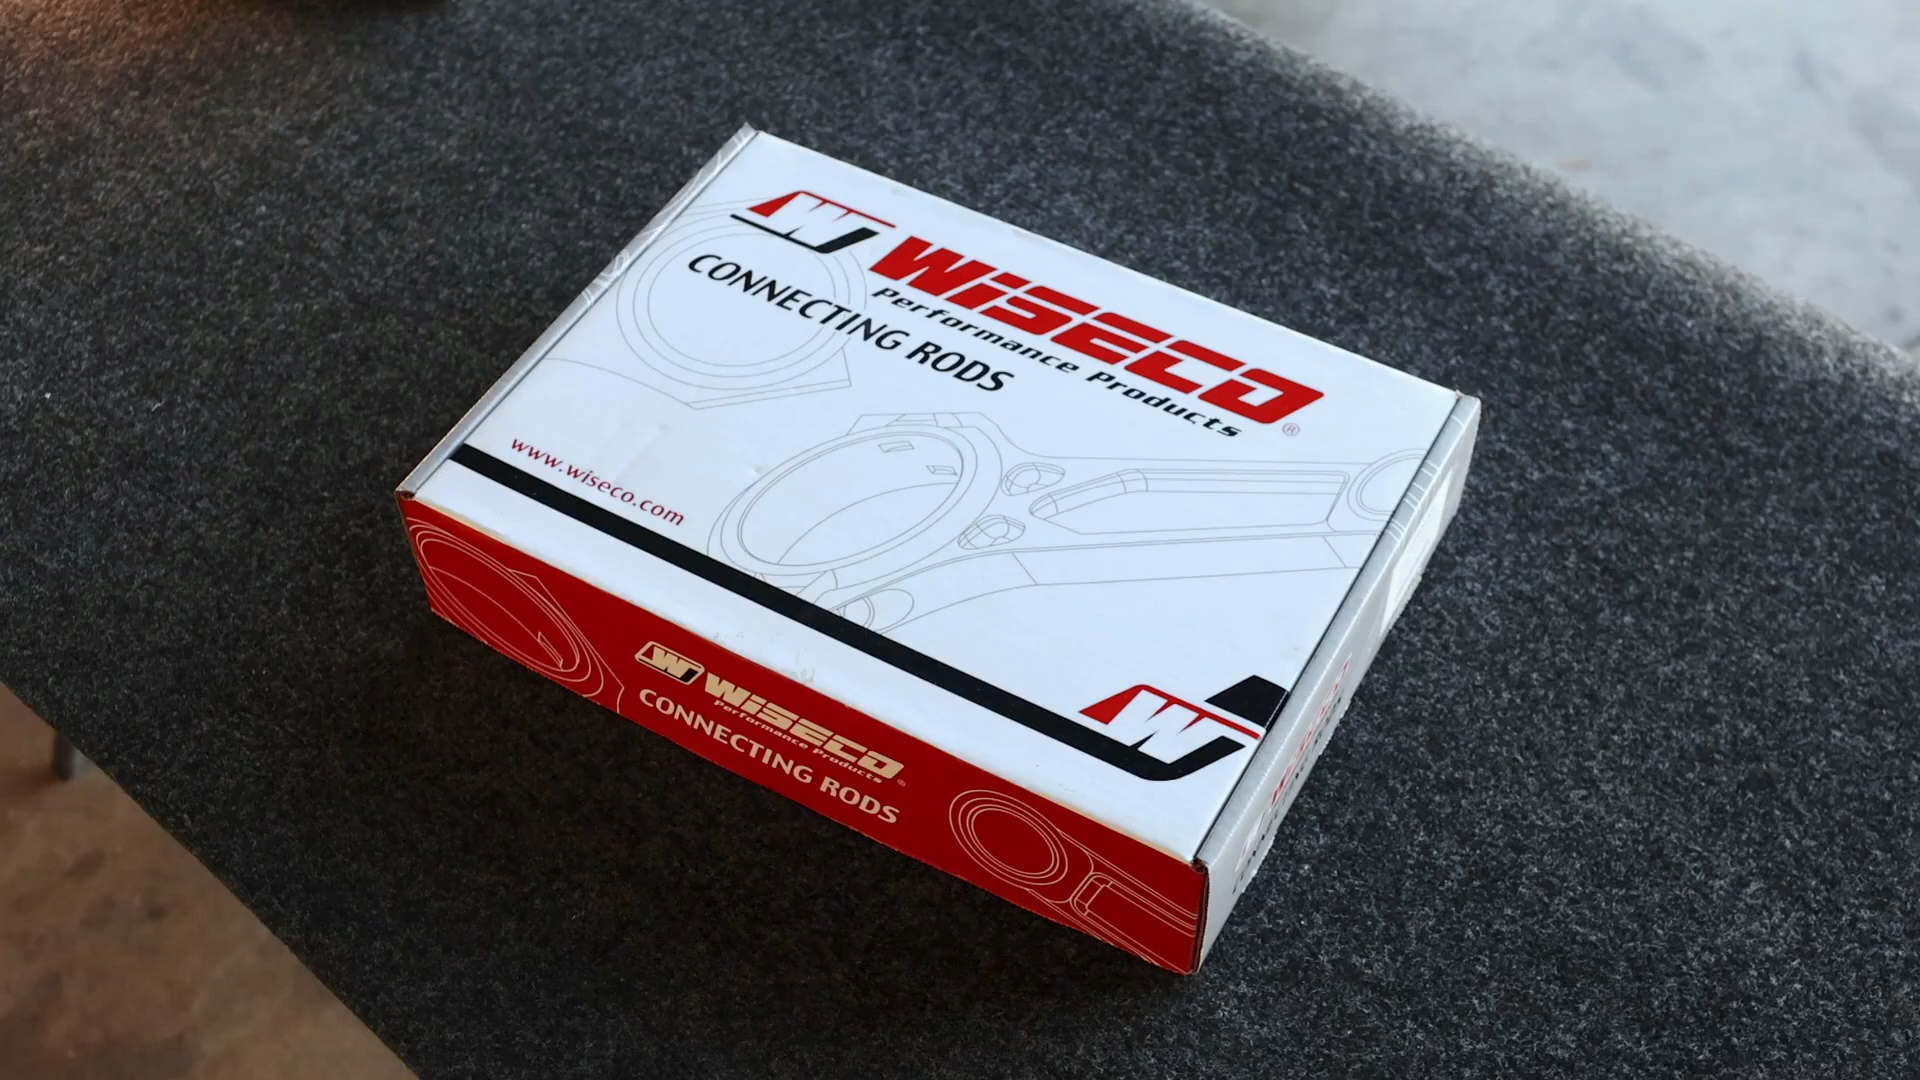 W WISECO®
Performance Products
CONNECTING RODS
www.wiseco.com
W
W WISECO®
Performance Products
CONNECTING RODS